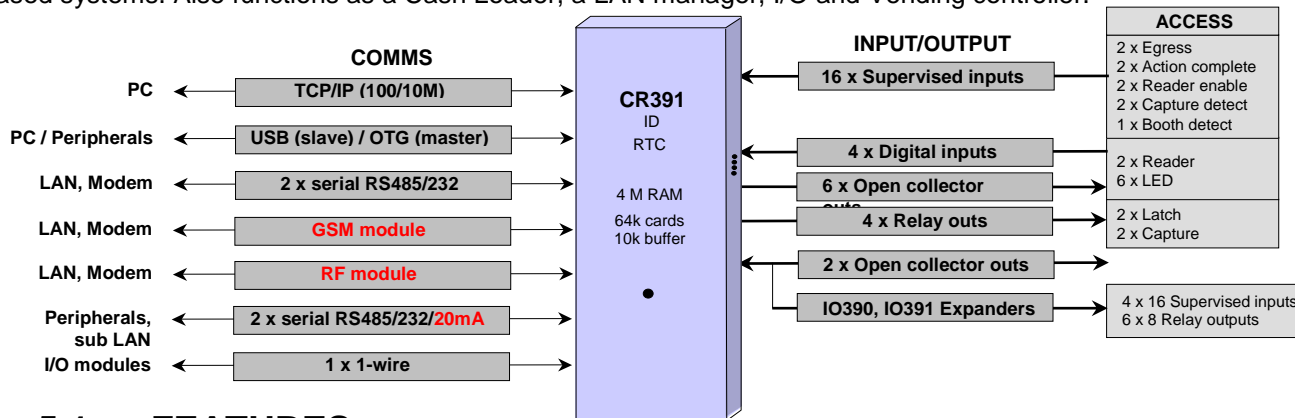 ased systems. Also functions as a Cash Loader, a LAN manager, I/O and Vending controller.
COMMS
PC
TCP/IP (100/10M)
PC / Peripherals
USB (slave) / OTG (master)
LAN, Modem
2 x serial RS485/232
LAN, Modem
GSM module
LAN, Modem
RF module
Peripherals,
sub LAN
2 x serial RS485/232/20mA
I/O modules
1 x 1-wire
CR391
ID
RTC
4 M RAM
64k cards
10k buffer
INPUT/OUTPUT
16 x Supervised inputs
4 x Digital inputs
6 x Open collector
outs
4 x Relay outs
2 x Open collector outs
IO390, IO391 Expanders
ACCESS
2 x Egress
2 x Action complete
2 x Reader enable
2 x Capture detect
1 x Booth detect
2 x Reader
6 x LED
2 x Latch
2 x Capture
4 x 16 Supervised inputs
6 x 8 Relay outputs
FEATURES